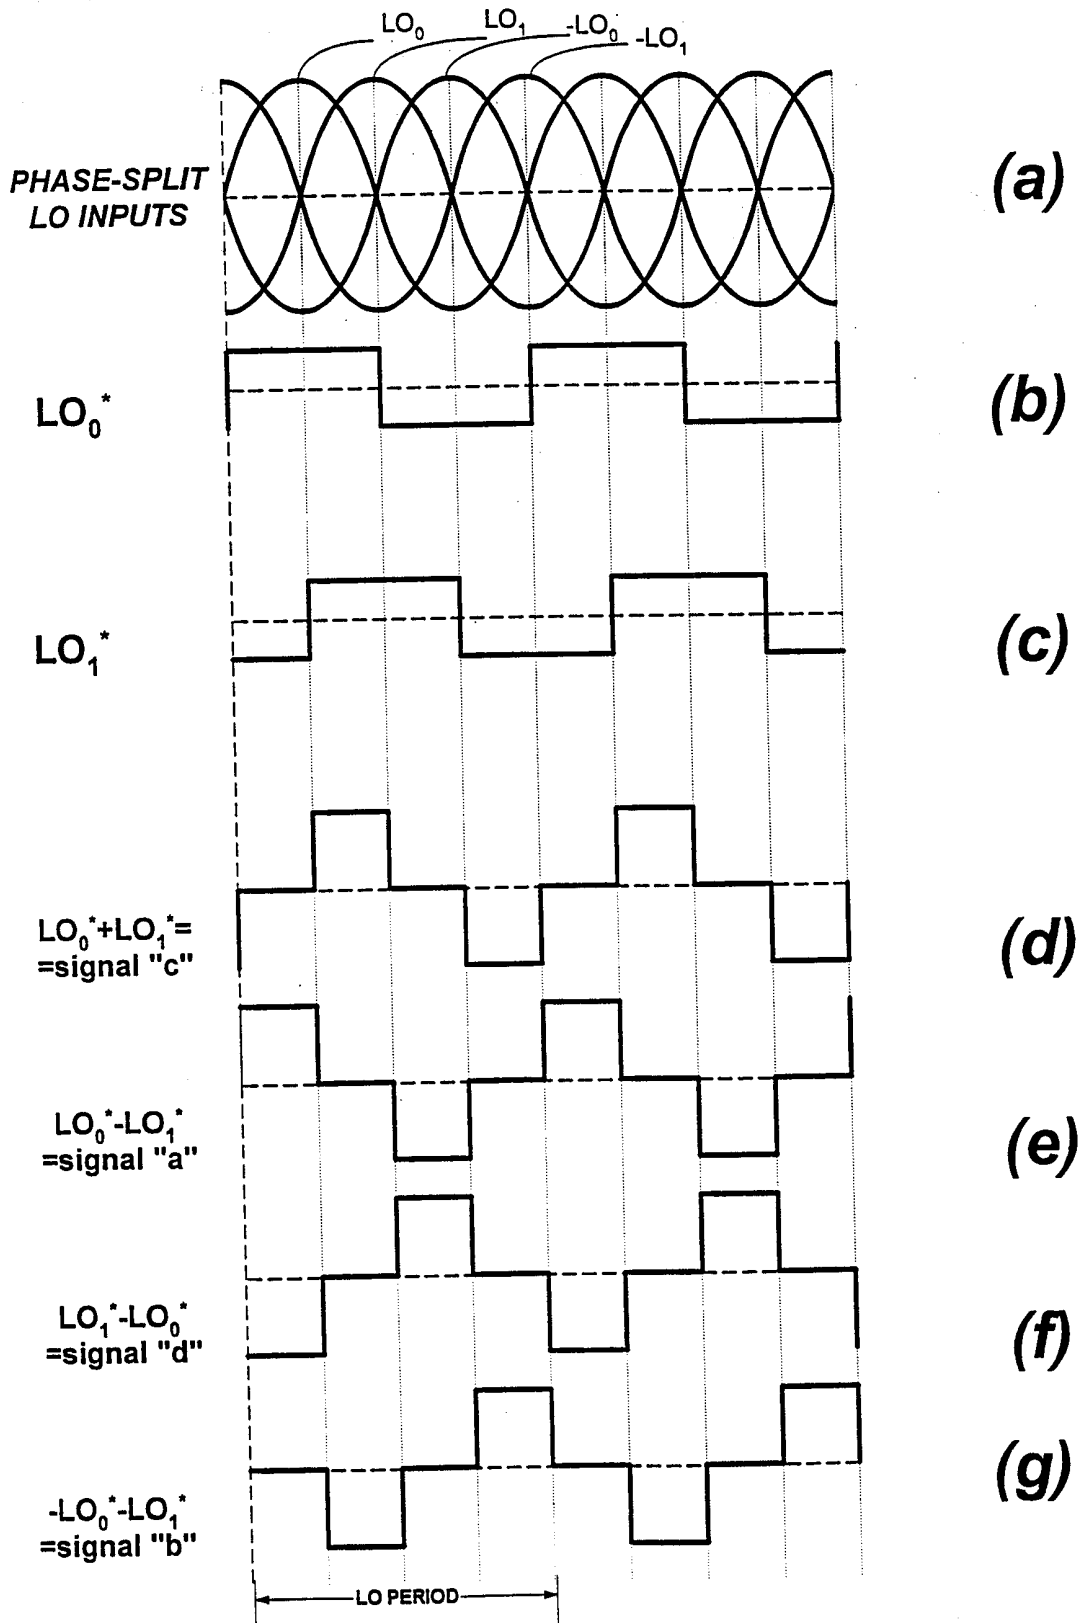 LO₀
LO₁
-LO₀
-LO₁
PHASE-SPLIT
LO INPUTS
(a)
LO₀*
(b)
LO₁*
(c)
LO₀*+LO₁*=
=signal "c"
(d)
LO₀*-LO₁*
=signal "a"
(e)
LO₁*-LO₀*
=signal "d"
(f)
-LO₀*-LO₁*
=signal "b"
(g)
LO PERIOD